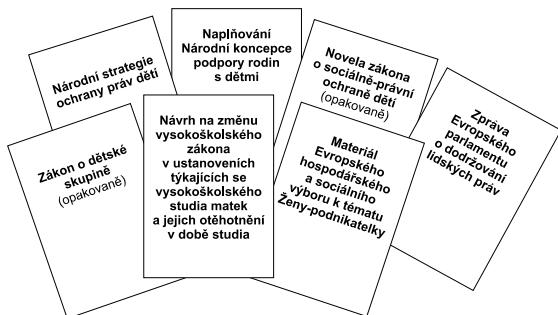 Národní strategie
ochrany práv dětí
Naplňování
Národní koncepce
podpory rodin
s dětmi
Novela zákona
o sociálně-právní
ochraně dětí
(opakovaně)
Zpráva
Evropského
parlamentu
o dodržování
lidských práv
Zákon o dětské
skupině
(opakovaně)
Návrh na změnu
vysokoškolského
zákona
v ustanoveních
týkajících se
vysokoškolského
studia matek
a jejich otěhotnění
v době studia
Materiál
Evropského
hospodářského
a sociálního
výboru k tématu
Ženy-podnikatelky